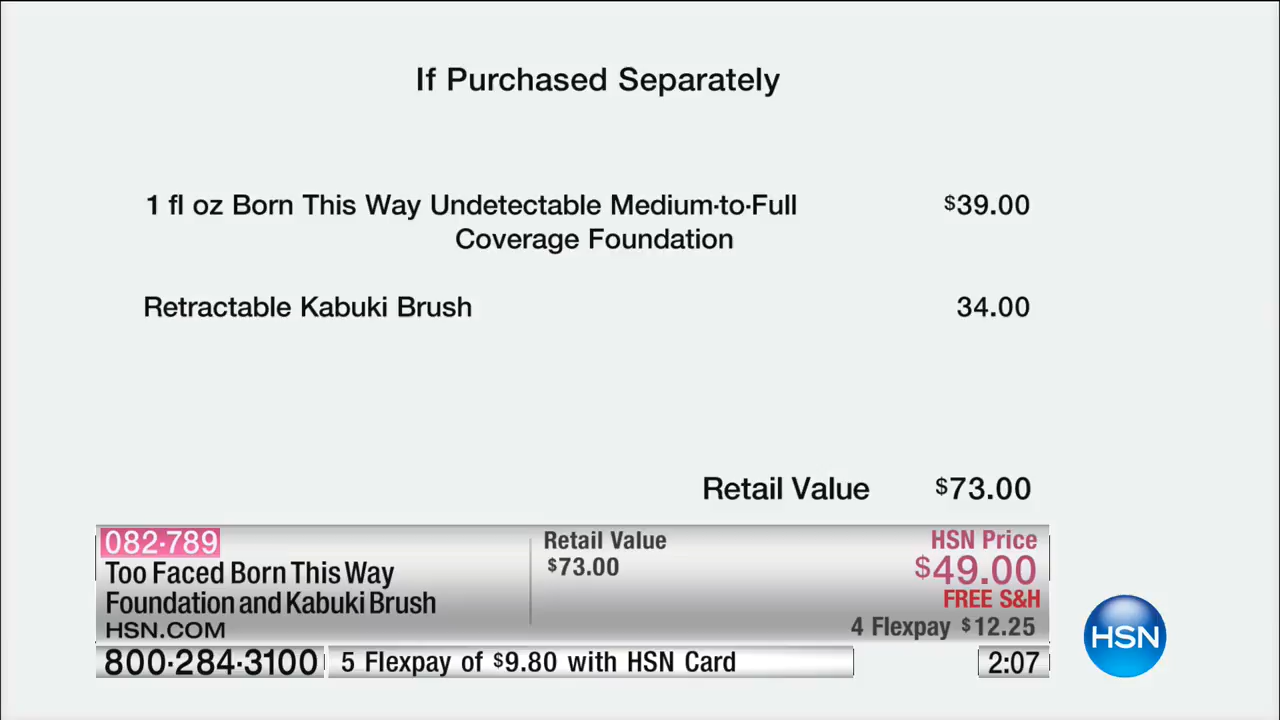 If Purchased Separately
1 fl oz Born This Way Undetectable Medium-to-Full $39.00
Coverage Foundation
Retractable Kabuki Brush 34.00
Retail Value $73.00
082-789
Too Faced Born This Way
Foundation and Kabuki Brush
HSN.COM
Retail Value
$73.00
HSN Price
$49.00
FREE S&H
4 Flexpay $12.25
800-284-3100
5 Flexpay of $9.80 with HSN Card
2:07
HSN